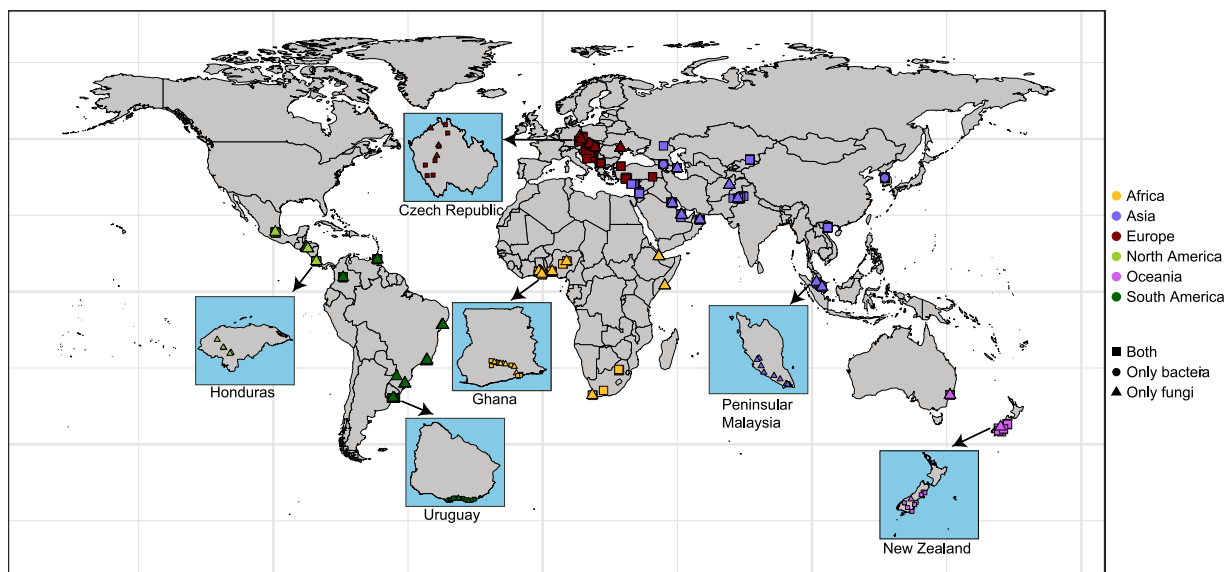 Czech Republic
Honduras
Ghana
Uruguay
Peninsular
Malaysia
New Zealand
Africa
Asia
Europe
North America
Oceania
South America
Both
Only bacteria
Only fungi